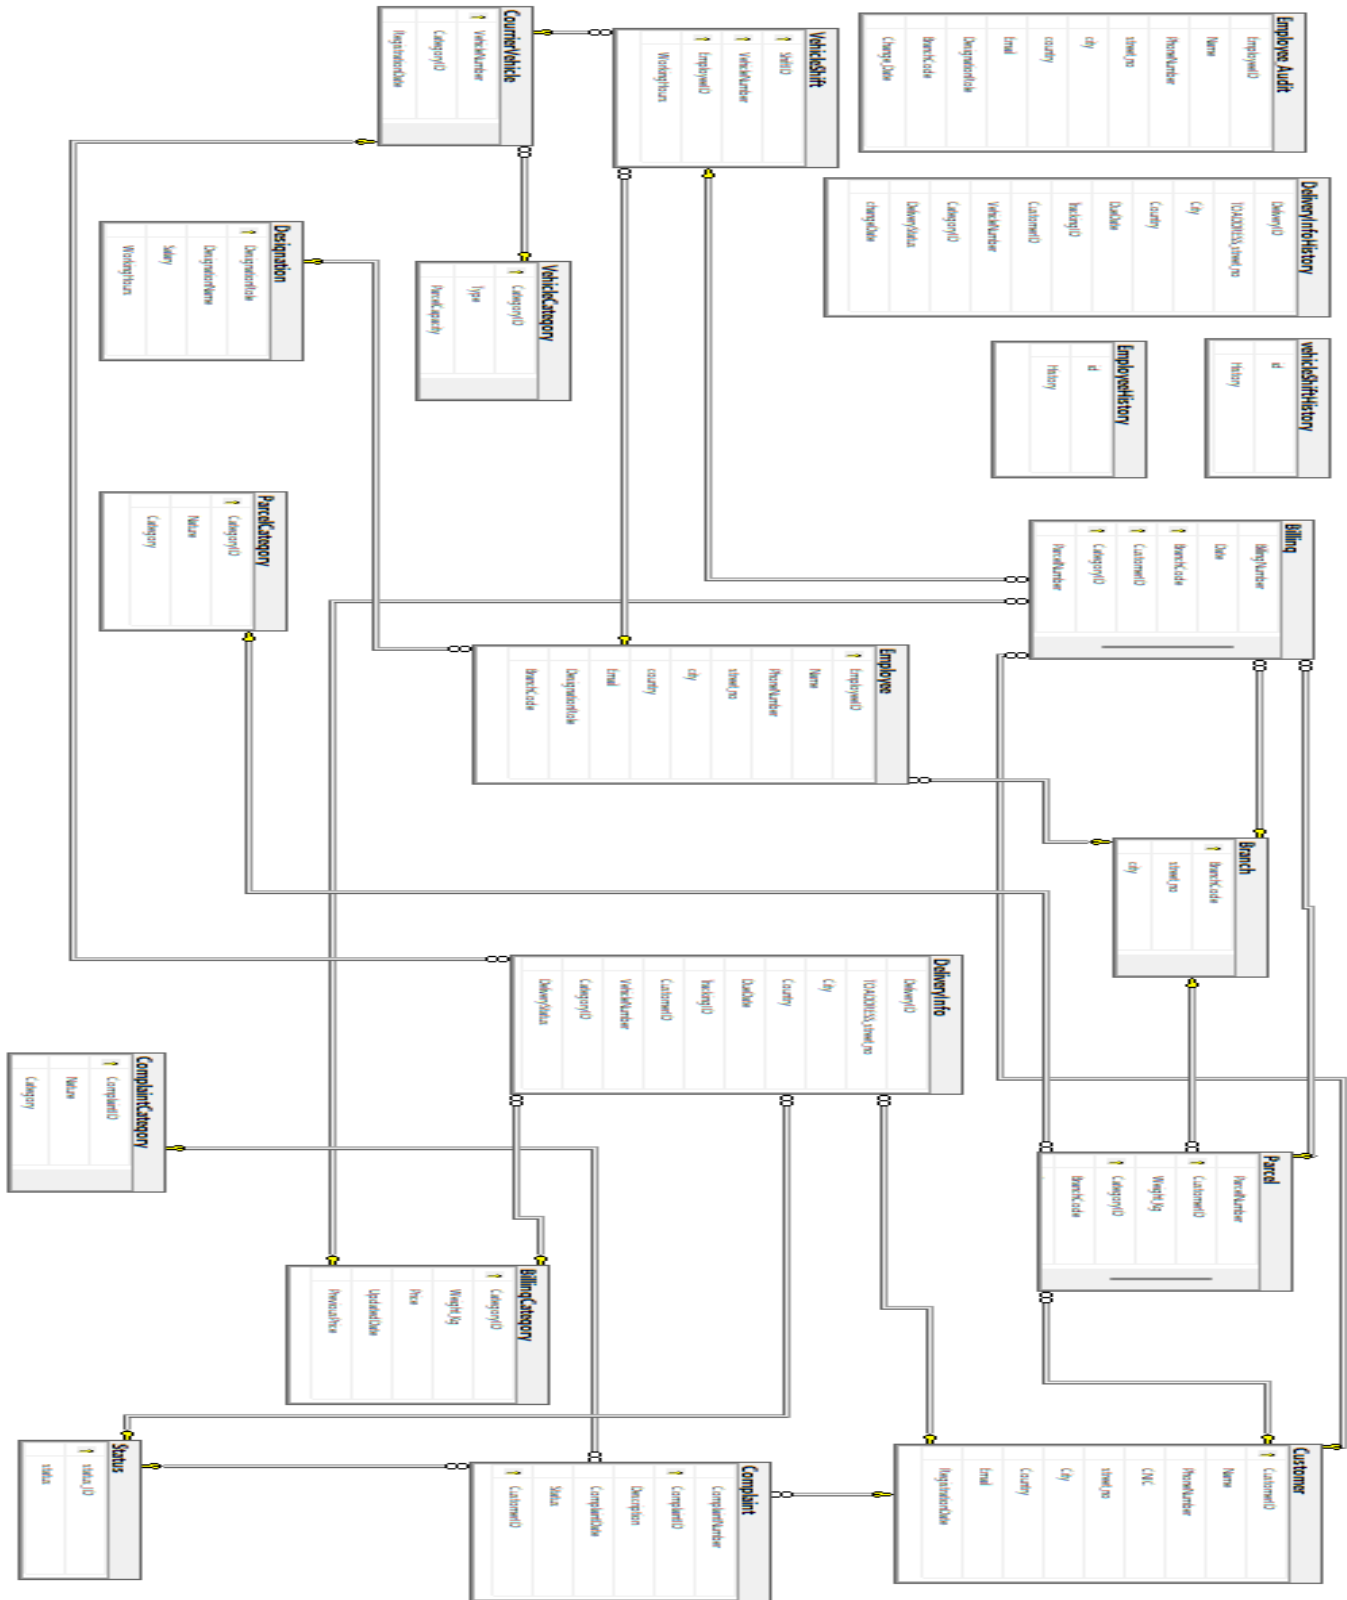 Employee Audit
EmployeeID
Name
PhoneNumber
street_no
city
country
Email
DesignationRole
BranchCode
Change_Date
DeliveryInfoHistory
DeliveryID
TOADDRESS_street_no
City
Country
DueDate
TrackingID
CustomerID
VehicleNumber
CategoryID
DeliveryStatus
changeDate
vehicleShiftHistory
id
History
EmployeeHistory
id
History
VehicleShift
ShiftID
VehicleNumber
EmployeeID
WorkingHours
CourrierVehicle
VehicleNumber
CategoryID
RegistrationDate
VehicleCategory
CategoryID
Type
ParcelCapacity
Designation
DesignationRole
DesignationName
Salary
WorkingHours
Billing
BillingNumber
Date
BranchCode
CustomerID
CategoryID
ParcelNumber
Employee
EmployeeID
Name
PhoneNumber
street_no
city
country
Email
DesignationRole
BranchCode
ParcelCategory
CategoryID
Nature
Category
Branch
BranchCode
street_no
city
DeliveryInfo
DeliveryID
TOADDRESS_street_no
City
Country
DueDate
TrackingID
CustomerID
VehicleNumber
CategoryID
DeliveryStatus
Parcel
ParcelNumber
CustomerID
Weight_Kg
CategoryID
BranchCode
ComplaintCategory
ComplaintID
Nature
Category
BillingCategory
CategoryID
Weight_Kg
Price
UpdatedDate
PreviousPrice
Customer
CustomerID
Name
PhoneNumber
CNIC
street_no
City
Country
Email
RegistrationDate
Complaint
ComplaintNumber
ComplaintID
Description
ComplaintDate
Status
CustomerID
Status
status_ID
status